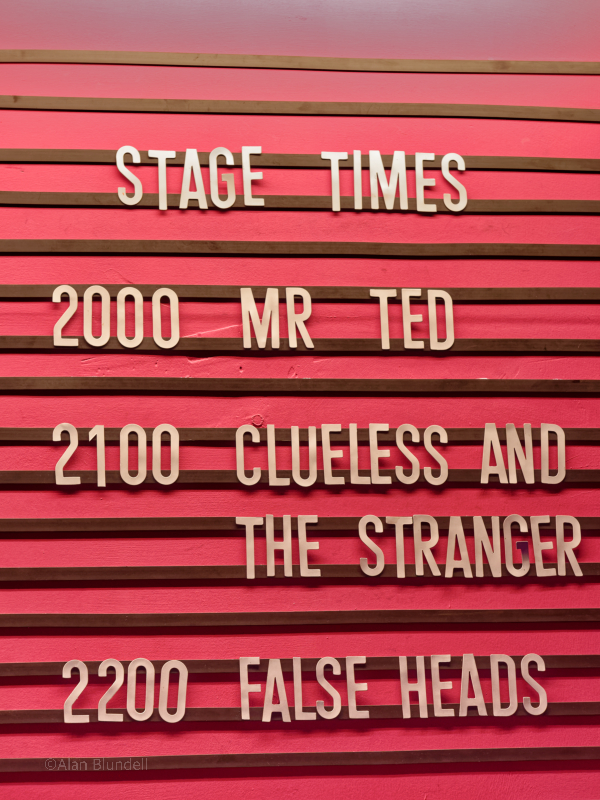 STAGE TIMES
2000 MR TED
2100 CLUELESS AND
THE STRANGER
2200 FALSE HEADS
©Alan Blundell